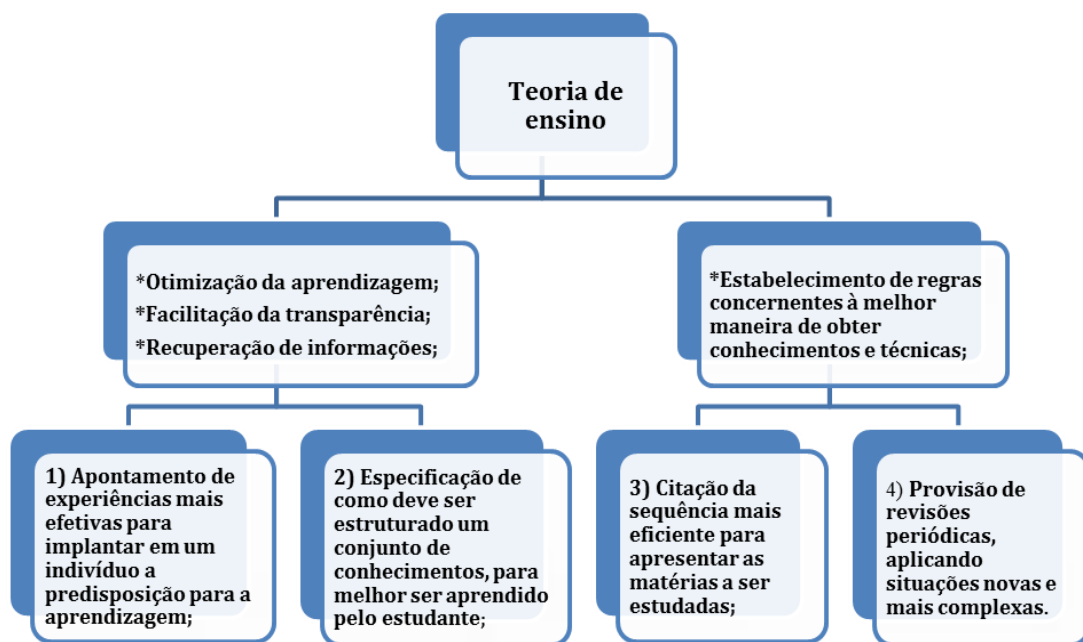 Teoria de
ensino
*Otimização da aprendizagem;
*Facilitação da transparência;
*Recuperação de informações;
*Estabelecimento de regras
concernentes à melhor
maneira de obter
conhecimentos e técnicas;
1) Apontamento de
experiências mais
efetivas para
implantar em um
indivíduo a
predisposição para a
aprendizagem;
2) Especificação de
como deve ser
estruturado um
conjunto de
conhecimentos, para
melhor ser aprendido
pelo estudante;
3) Citação da
sequência mais
eficiente para
apresentar as
matérias a ser
estudadas;
4) Provisão de
revisões
periódicas,
aplicando
situações novas e
mais complexas.